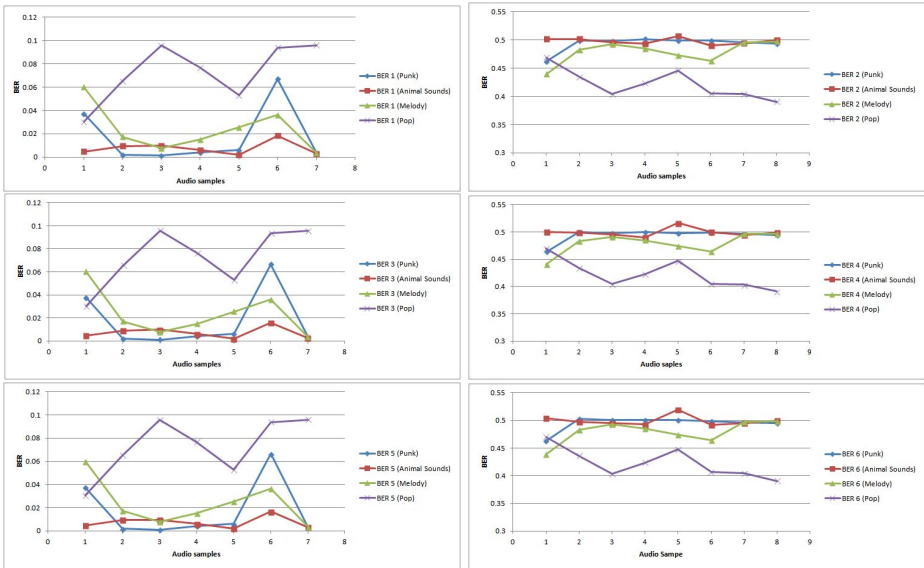 0.12
0.1
0.08
0.06
0.04
0.02
0
BER
0 1 2 3 4 5 6 7 8
Audio samples
BER 1 (Punk)
BER 1 (Animal Sounds)
BER 1 (Melody)
BER 1 (Pop)
0.55
0.5
0.45
0.4
0.35
0.3
BER
0 1 2 3 4 5 6 7 8 9
Audio samples
BER 2 (Punk)
BER 2 (Animal Sounds)
BER 2 (Melody)
BER 2 (Pop)
0.12
0.1
0.08
0.06
0.04
0.02
0
BER
0 1 2 3 4 5 6 7 8
Audio samples
BER 3 (Punk)
BER 3 (Animal Sounds)
BER 3 (Melody)
BER 3 (Pop)
0.55
0.5
0.45
0.4
0.35
0.3
BER
0 1 2 3 4 5 6 7 8 9
Audio saples
BER 4 (Punk)
BER 4 (Animal Sounds)
BER 4 (Melody)
BER 4 (Pop)
0.12
0.1
0.08
0.06
0.04
0.02
0
BER
0 1 2 3 4 5 6 7 8
Audio samples
BER 5 (Punk)
BER 5 (Animal Sounds)
BER 5 (Melody)
BER 5 (Pop)
0.55
0.5
0.45
0.4
0.35
0.3
BER
0 1 2 3 4 5 6 7 8 9
Audio Sampe
BER 6 (Punk)
BER 6 (Animal Sounds)
BER 6 (Melody)
BER 6 (Pop)